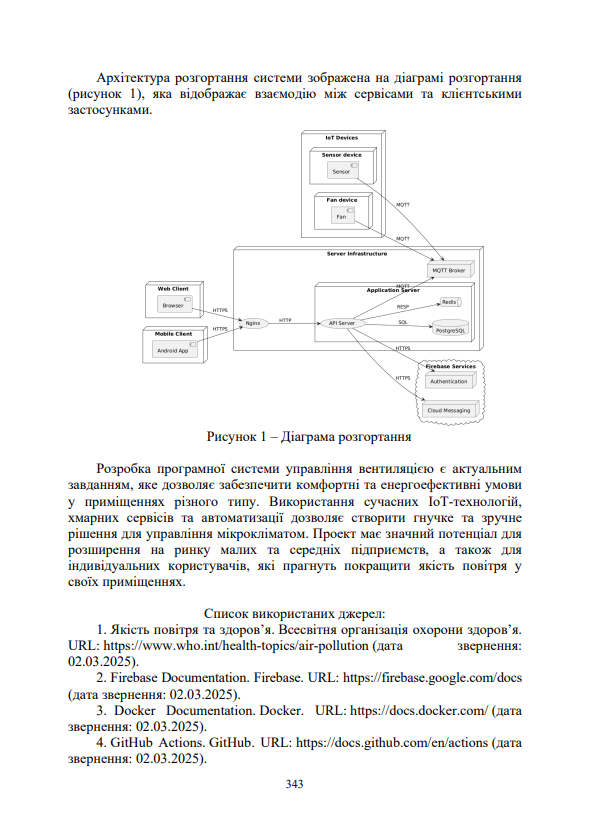 Архітектура розгортання системи зображена на діаграмі розгортання
(рисунок 1), яка відображає взаємодію між сервісами та клієнтськими
застосунками.
IoT Devices
Sensor device
Sensor
Fan device
Fan
MQTT
MQTT
Server Infrastructure
MQTT Broker
MQTT
Application Server
Web Client
Browser
HTTPS
Redis
RESP
Nginx
HTTP
API Server
SQL
PostgreSQL
HTTPS
Mobile Client
Android App
HTTPS
Firebase Services
Authentication
HTTPS
Cloud Messaging
Рисунок 1 – Діаграма розгортання
Розробка програмної системи управління вентиляцією є актуальним
завданням, яке дозволяє забезпечити комфортні та енергоефективні умови
у приміщеннях різного типу. Використання сучасних IoT-технологій,
хмарних сервісів та автоматизації дозволяє створити гнучке та зручне
рішення для управління мікрокліматом. Проект має значний потенціал для
розширення на ринку малих та середніх підприємств, а також для
індивідуальних користувачів, які прагнуть покращити якість повітря у
своїх приміщеннях.
Список використаних джерел:
1. Якість повітря та здоров’я. Всесвітня організація охорони здоров’я.
URL: https://www.who.int/health-topics/air-pollution (дата звернення:
02.03.2025).
2. Firebase Documentation. Firebase. URL: https://firebase.google.com/docs
(дата звернення: 02.03.2025).
3. Docker Documentation. Docker. URL: https://docs.docker.com/ (дата
звернення: 02.03.2025).
4. GitHub Actions. GitHub. URL: https://docs.github.com/en/actions (дата
звернення: 02.03.2025).
343